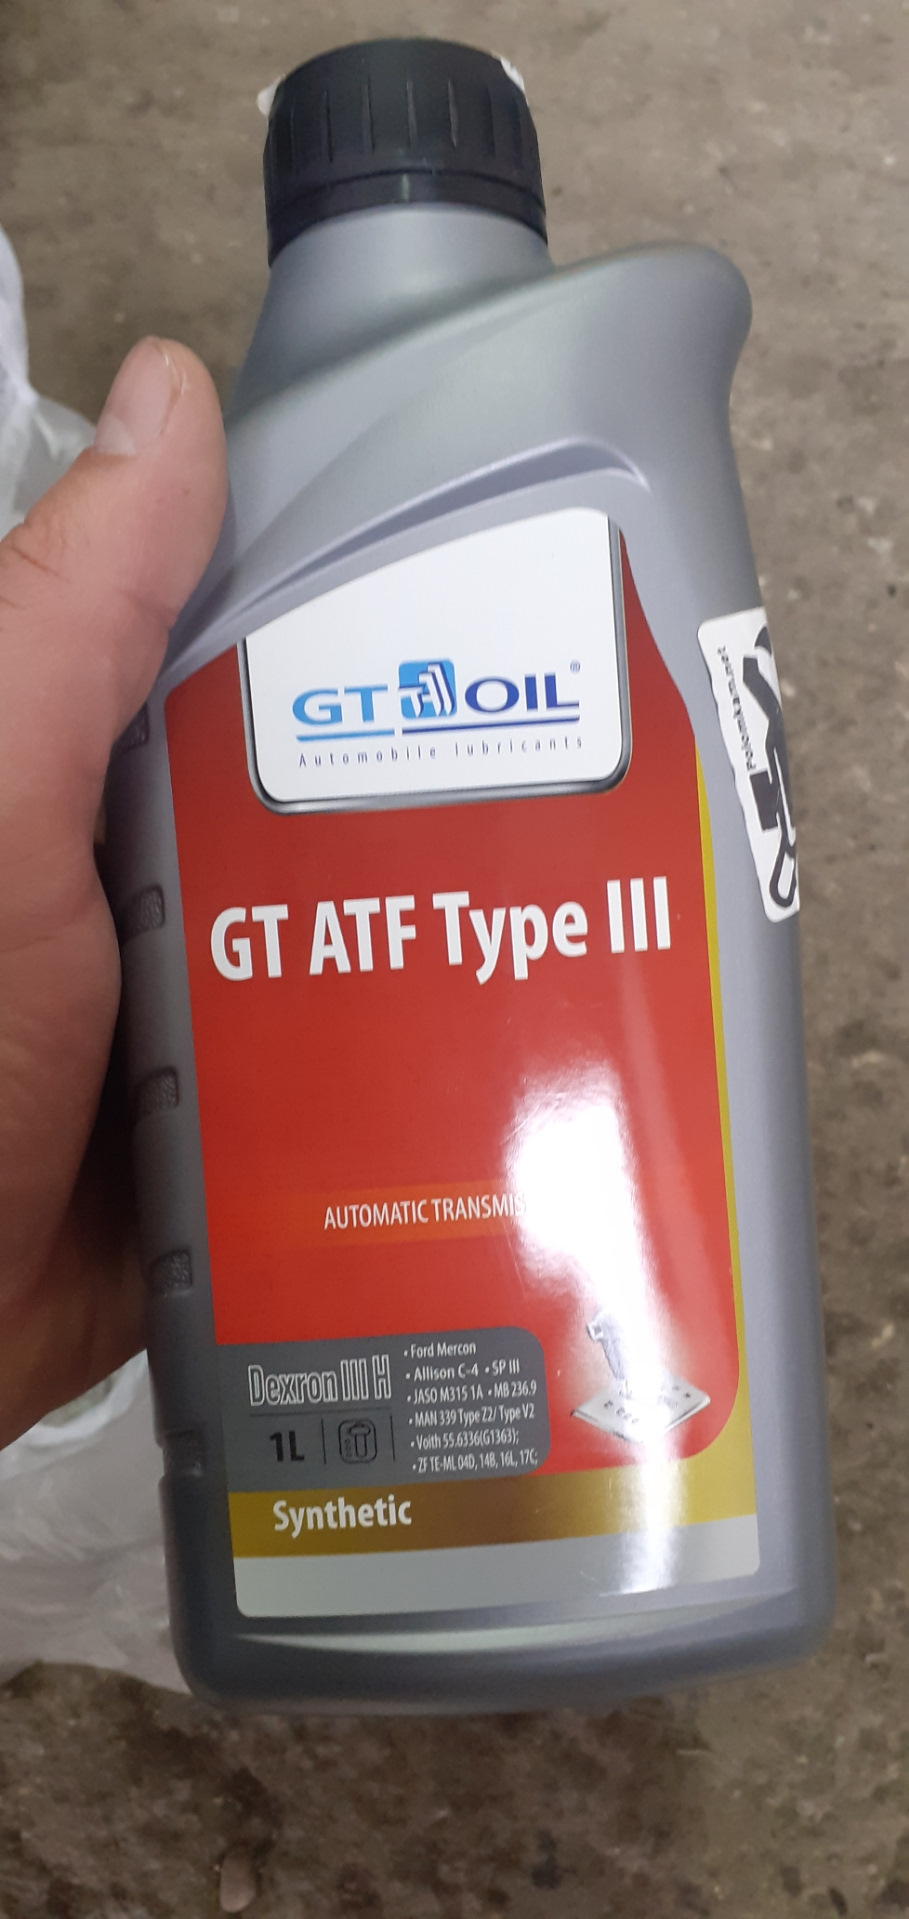 GT OIL®
Automobile lubricants
Polomkam.net
GT ATF Type III
AUTOMATIC
Dexron III H
1L
• Ford Mercon
• Allison C-4 • SP III
• JASO M315 1A • MB 236.9
• MAN 339 Type Z2/ Type V2
• Voith 55.6336(G1363);
• ZF TE-ML 04D, 14B, 16L, 17C;
Synthetic